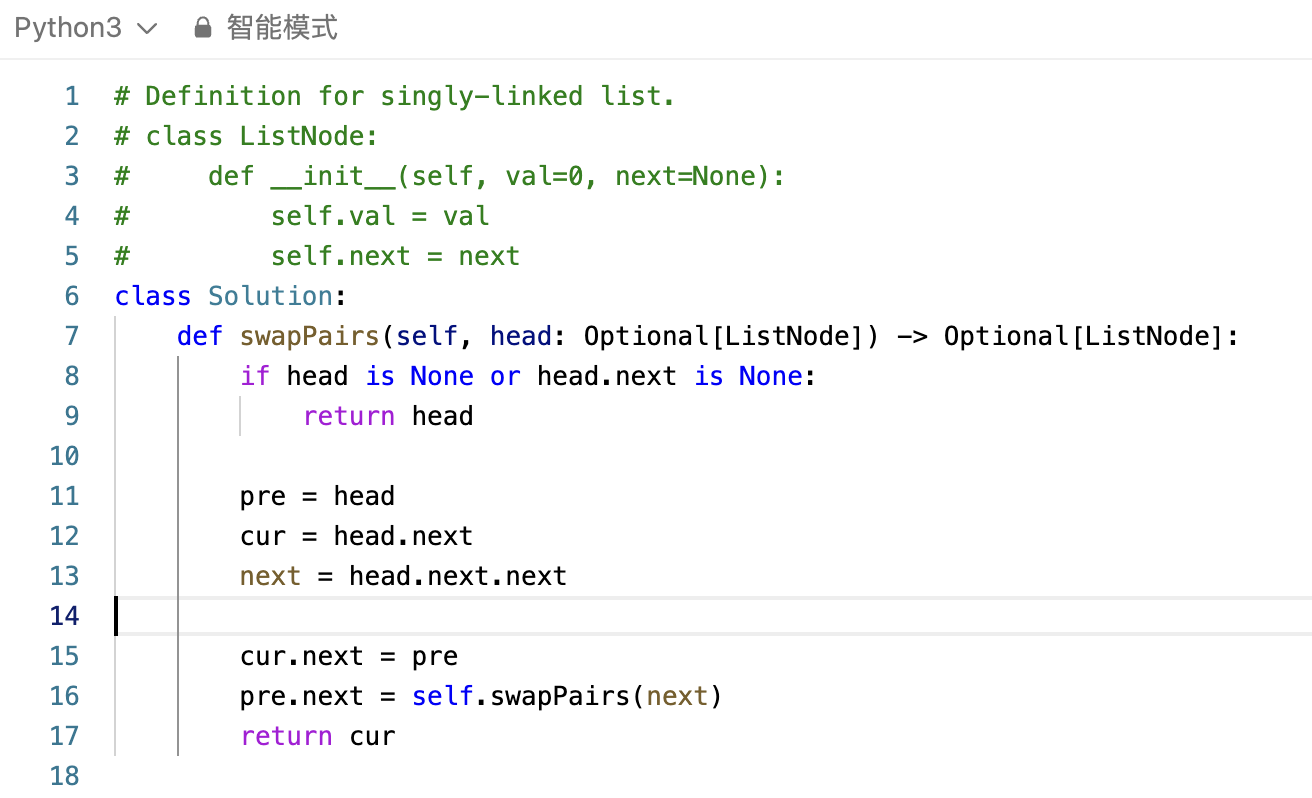 Python3 智能模式
1 # Definition for singly-linked list.
2 # class ListNode:
3 #     def __init__(self, val=0, next=None):
4 #         self.val = val
5 #         self.next = next
6 class Solution:
7     def swapPairs(self, head: Optional[ListNode]) -> Optional[ListNode]:
8         if head is None or head.next is None:
9             return head
10
11         pre = head
12         cur = head.next
13         next = head.next.next
14
15         cur.next = pre
16         pre.next = self.swapPairs(next)
17         return cur
18